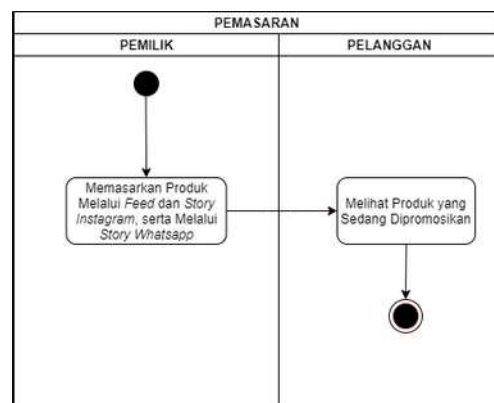 PEMASARAN
PEMILIK
PELANGGAN
Memasarkan Produk
Melalui Feed dan Story
Instagram, serta Melalui
Story Whatsapp
Melihat Produk yang
Sedang Dipromosikan